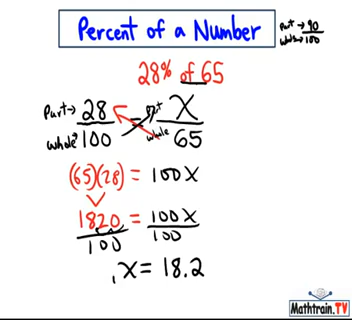 Percent of a Number
Part → 90
whole → 100
28% of 65
Part → 28 Part X
whole → 100 whole 65
(65)(28) = 100X
1820 = 100X
100 100
X = 18.2
Mathtrain.TV